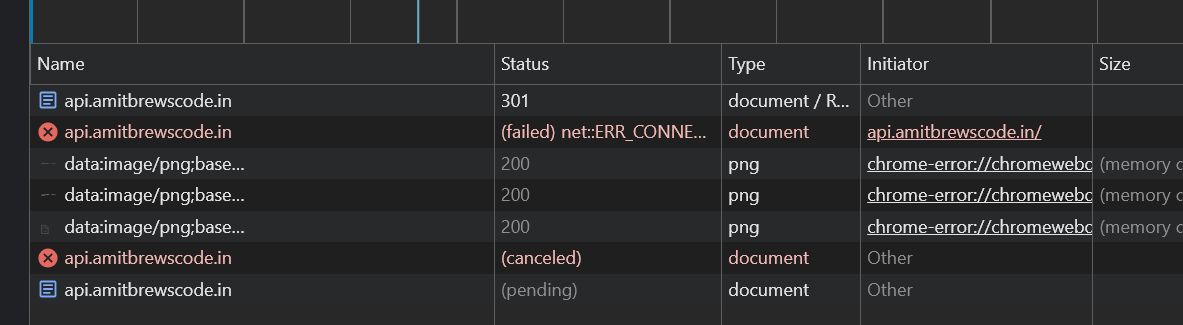 Name Status Type Initiator Size
api.amitbrewscode.in 301 document / R... Other
api.amitbrewscode.in (failed) net::ERR_CONNE... document api.amitbrewscode.in/
data:image/png;base... 200 png chrome-error://chromewebd (memory c
data:image/png;base... 200 png chrome-error://chromewebd (memory c
data:image/png;base... 200 png chrome-error://chromewebd (memory c
api.amitbrewscode.in (canceled) document Other
api.amitbrewscode.in (pending) document Other